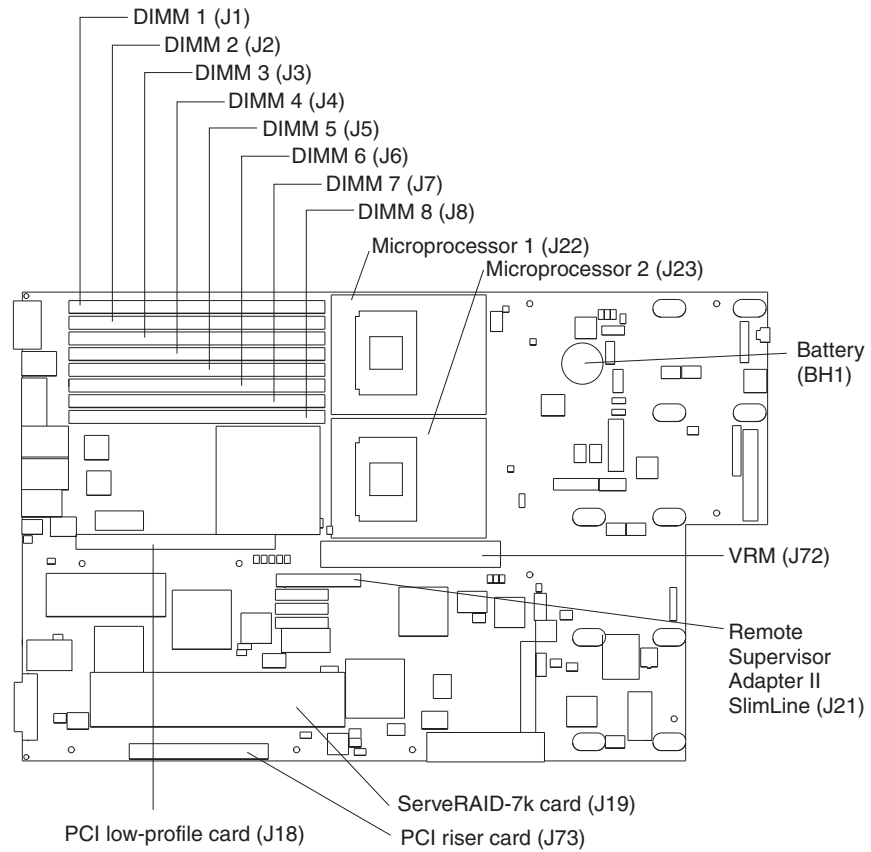 DIMM 1 (J1)
DIMM 2 (J2)
DIMM 3 (J3)
DIMM 4 (J4)
DIMM 5 (J5)
DIMM 6 (J6)
DIMM 7 (J7)
DIMM 8 (J8)
Microprocessor 1 (J22)
Microprocessor 2 (J23)
Battery
(BH1)
VRM (J72)
Remote
Supervisor
Adapter II
SlimLine (J21)
ServeRAID-7k card (J19)
PCI low-profile card (J18)
PCI riser card (J73)